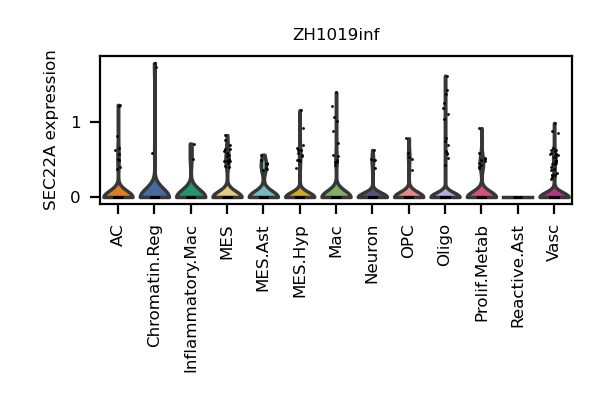 ZH1019inf
SEC22A expression
1
0
AC
Chromatin.Reg
Inflammatory.Mac
MES
MES.Ast
MES.Hyp
Mac
Neuron
OPC
Oligo
Prolif.Metab
Reactive.Ast
Vasc